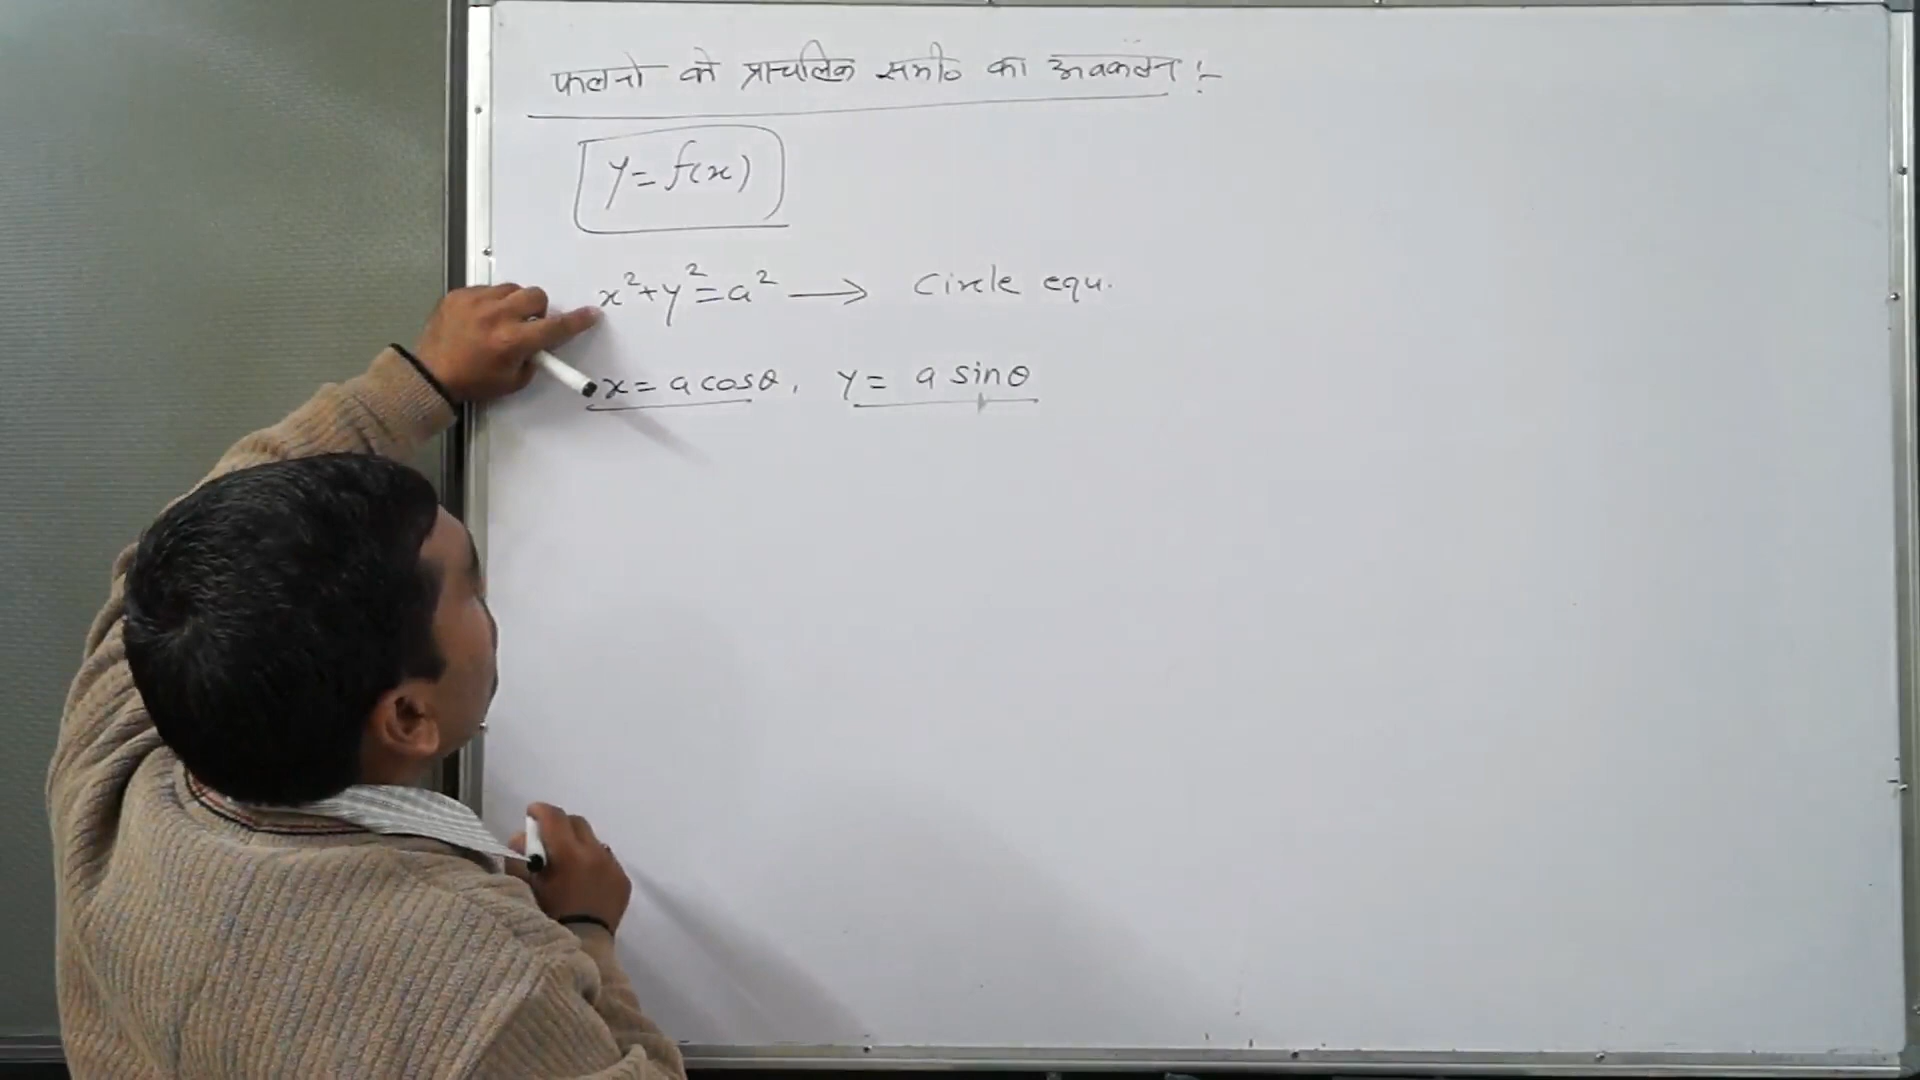 फलनो के प्राचलिक समी० का अवकलन :-
y = f(x)
x²+y²=a² ⟶ Circle equ.
x = a cosθ, y = a sinθ